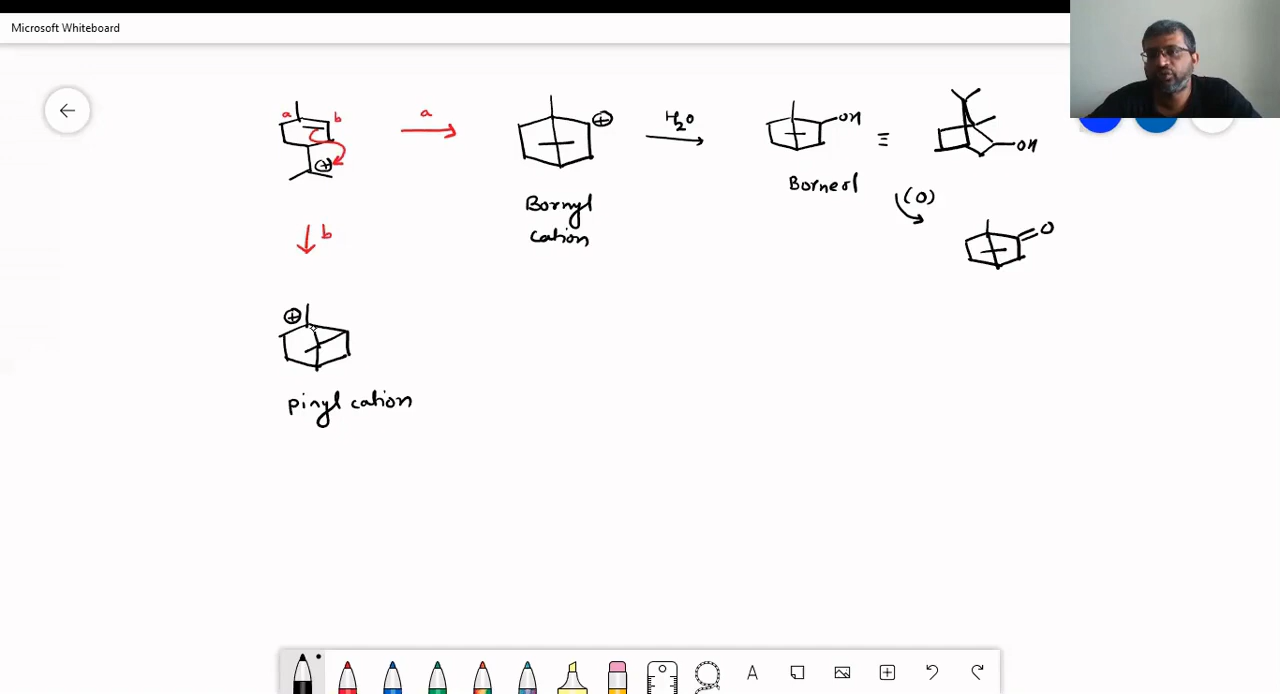 Microsoft Whiteboard
a b
⊕
a
⊕
Bornyl
cation
H2O
OH
Borneol
≡
OH
(O)
O
b
⊕
pinyl cation
A